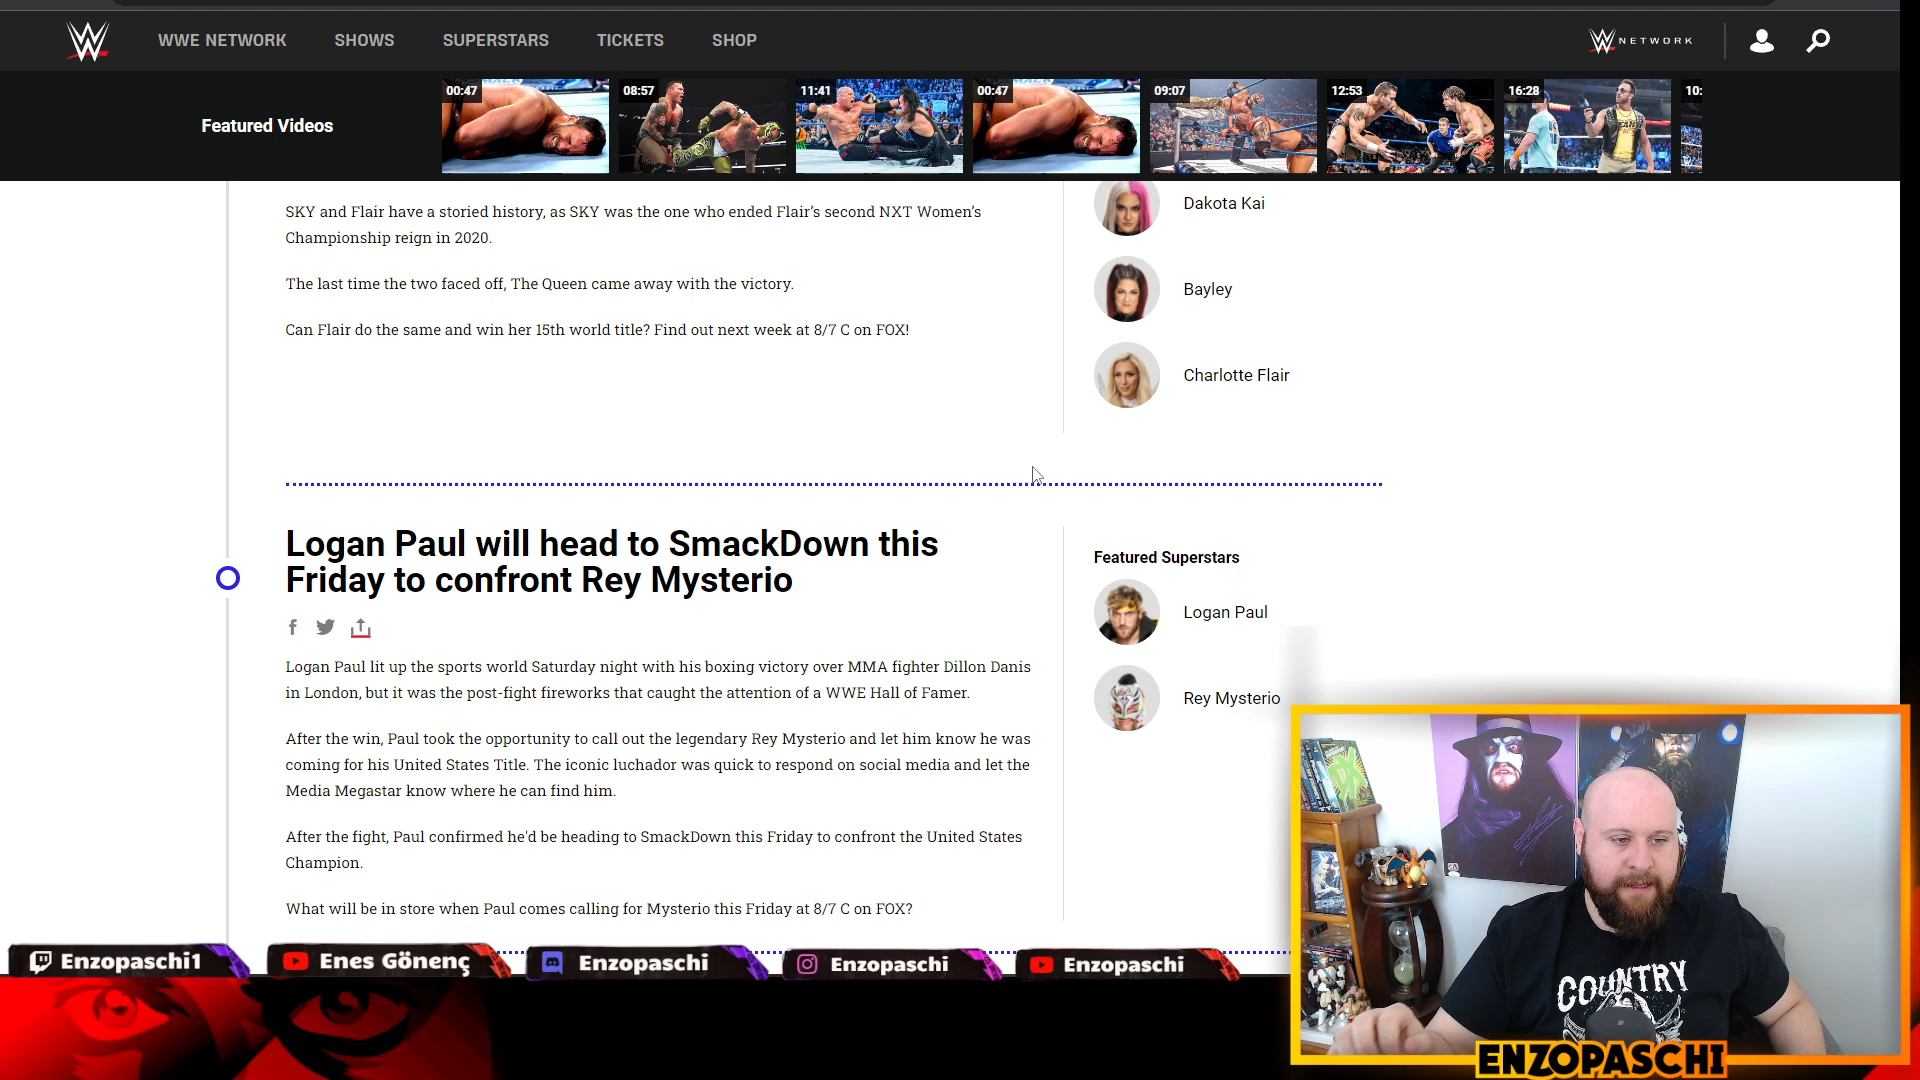 WWE NETWORK
SHOWS
SUPERSTARS
TICKETS
SHOP
NETWORK
Featured Videos
00:47
08:57
11:41
00:47
09:07
12:53
16:28
10:
SKY and Flair have a storied history, as SKY was the one who ended Flair’s second NXT Women’s
Championship reign in 2020.
The last time the two faced off, The Queen came away with the victory.
Can Flair do the same and win her 15th world title? Find out next week at 8/7 C on FOX!
Dakota Kai
Bayley
Charlotte Flair
Logan Paul will head to SmackDown this
Friday to confront Rey Mysterio
Logan Paul lit up the sports world Saturday night with his boxing victory over MMA fighter Dillon Danis
in London, but it was the post-fight fireworks that caught the attention of a WWE Hall of Famer.
After the win, Paul took the opportunity to call out the legendary Rey Mysterio and let him know he was
coming for his United States Title. The iconic luchador was quick to respond on social media and let the
Media Megastar know where he can find him.
After the fight, Paul confirmed he'd be heading to SmackDown this Friday to confront the United States
Champion.
What will be in store when Paul comes calling for Mysterio this Friday at 8/7 C on FOX?
Featured Superstars
Logan Paul
Rey Mysterio
Enzopaschi1
Enes Gönenç
Enzopaschi
Enzopaschi
Enzopaschi
COUNTRY
ENZOPASCHI